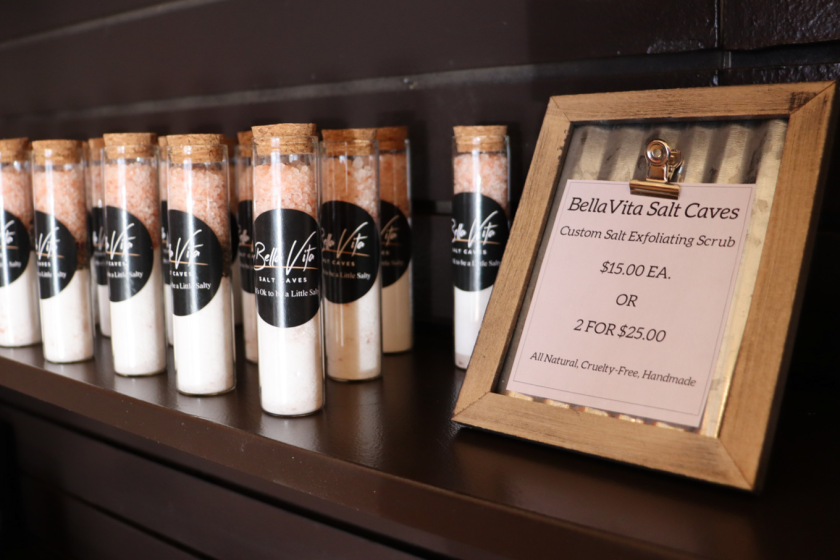 Bella Vita
SALT CAVES
It's Ok to be a Little Salty
BellaVita Salt Caves
Custom Salt Exfoliating Scrub
$15.00 EA.
OR
2 FOR $25.00
All Natural, Cruelty-Free, Handmade